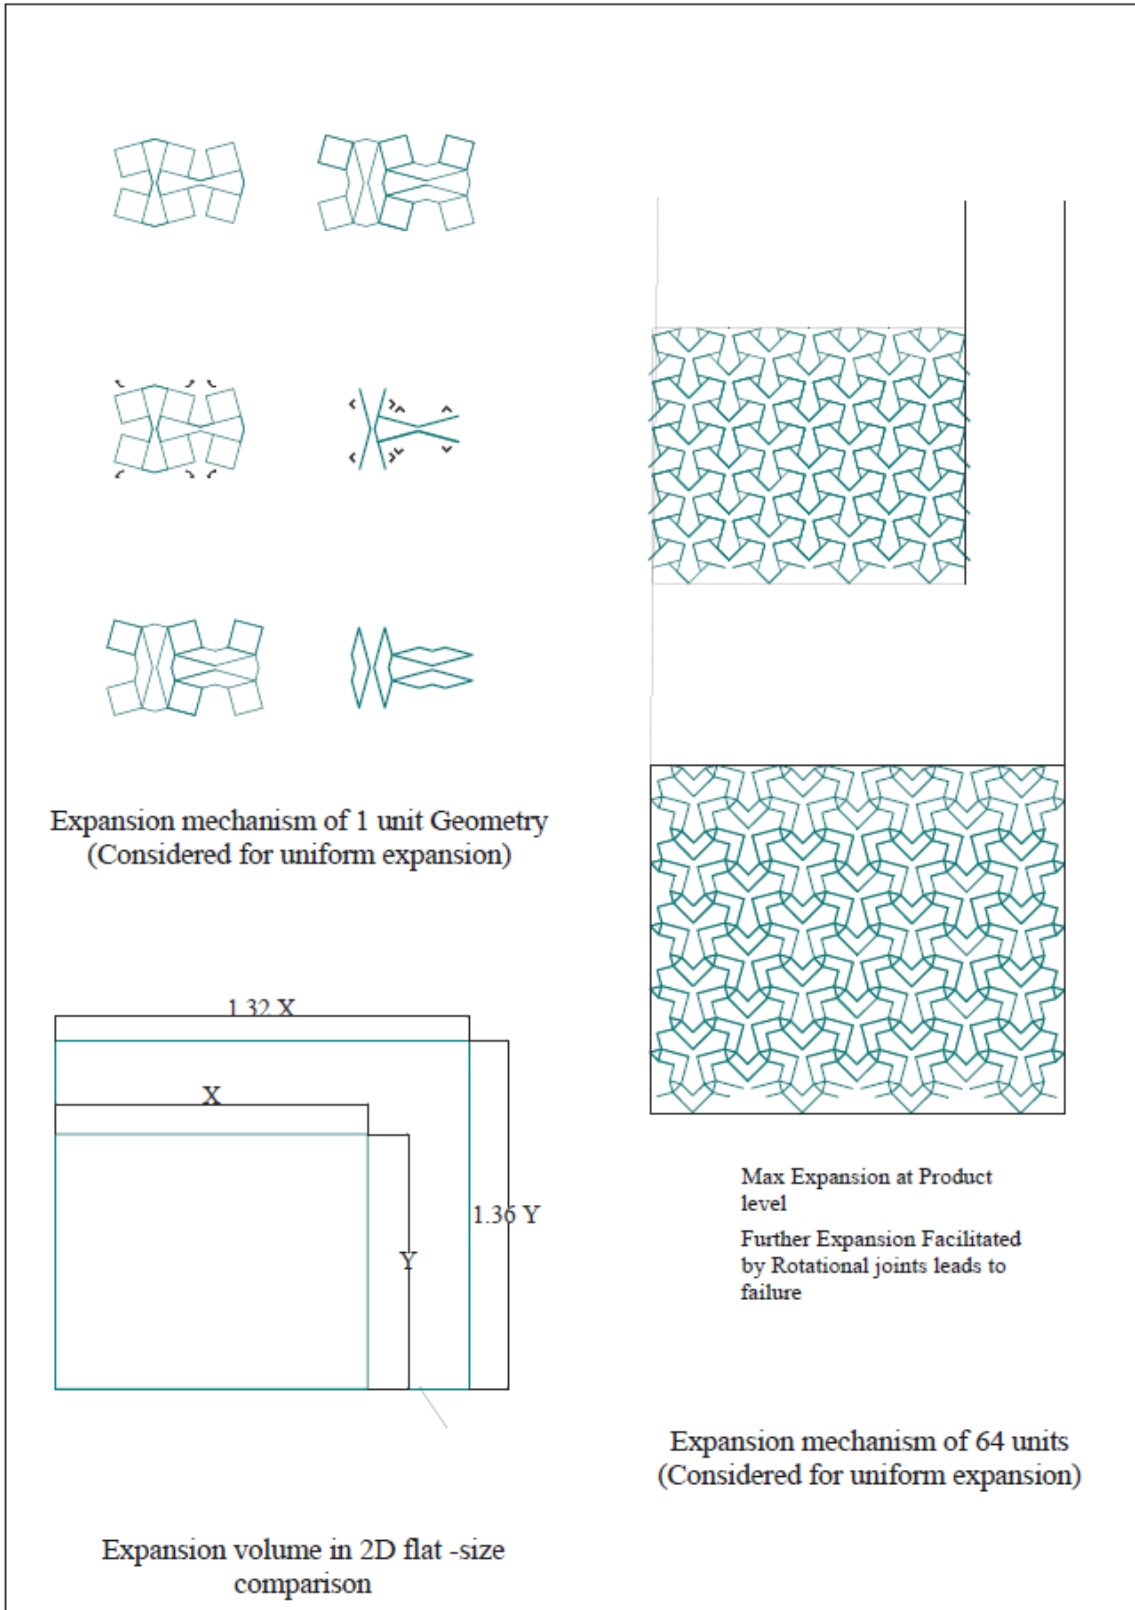 Expansion mechanism of 1 unit Geometry
(Considered for uniform expansion)
1.32 X
X
1.36 Y
Y
Max Expansion at Product
level
Further Expansion Facilitated
by Rotational joints leads to
failure
Expansion mechanism of 64 units
(Considered for uniform expansion)
Expansion volume in 2D flat -size
comparison